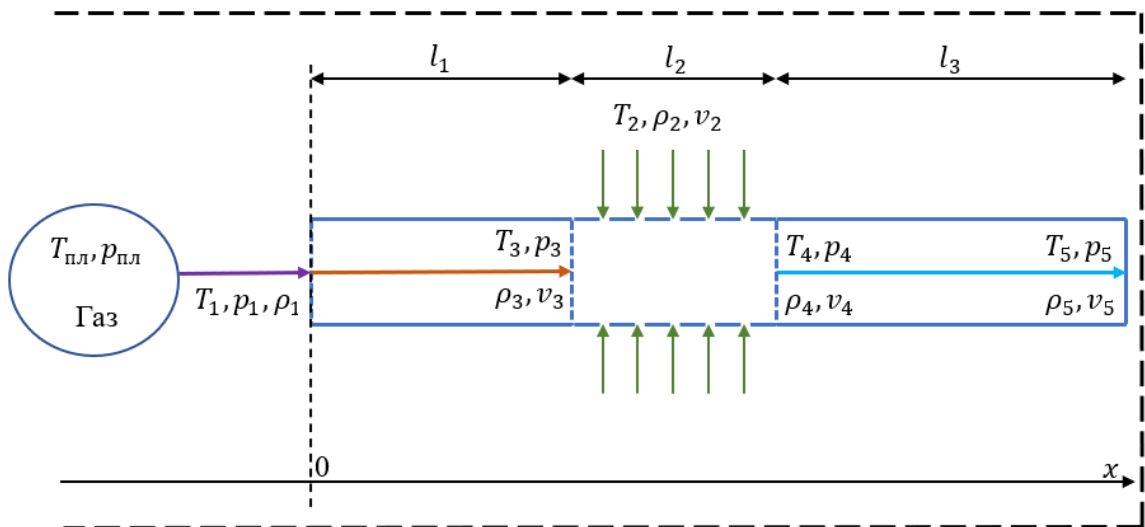 l₁ l₂ l₃
T₂, ρ₂, v₂
Tпл, pпл
Газ
T₁, p₁, ρ₁
T₃, p₃
ρ₃, v₃
T₄, p₄
ρ₄, v₄
T₅, p₅
ρ₅, v₅
0 x